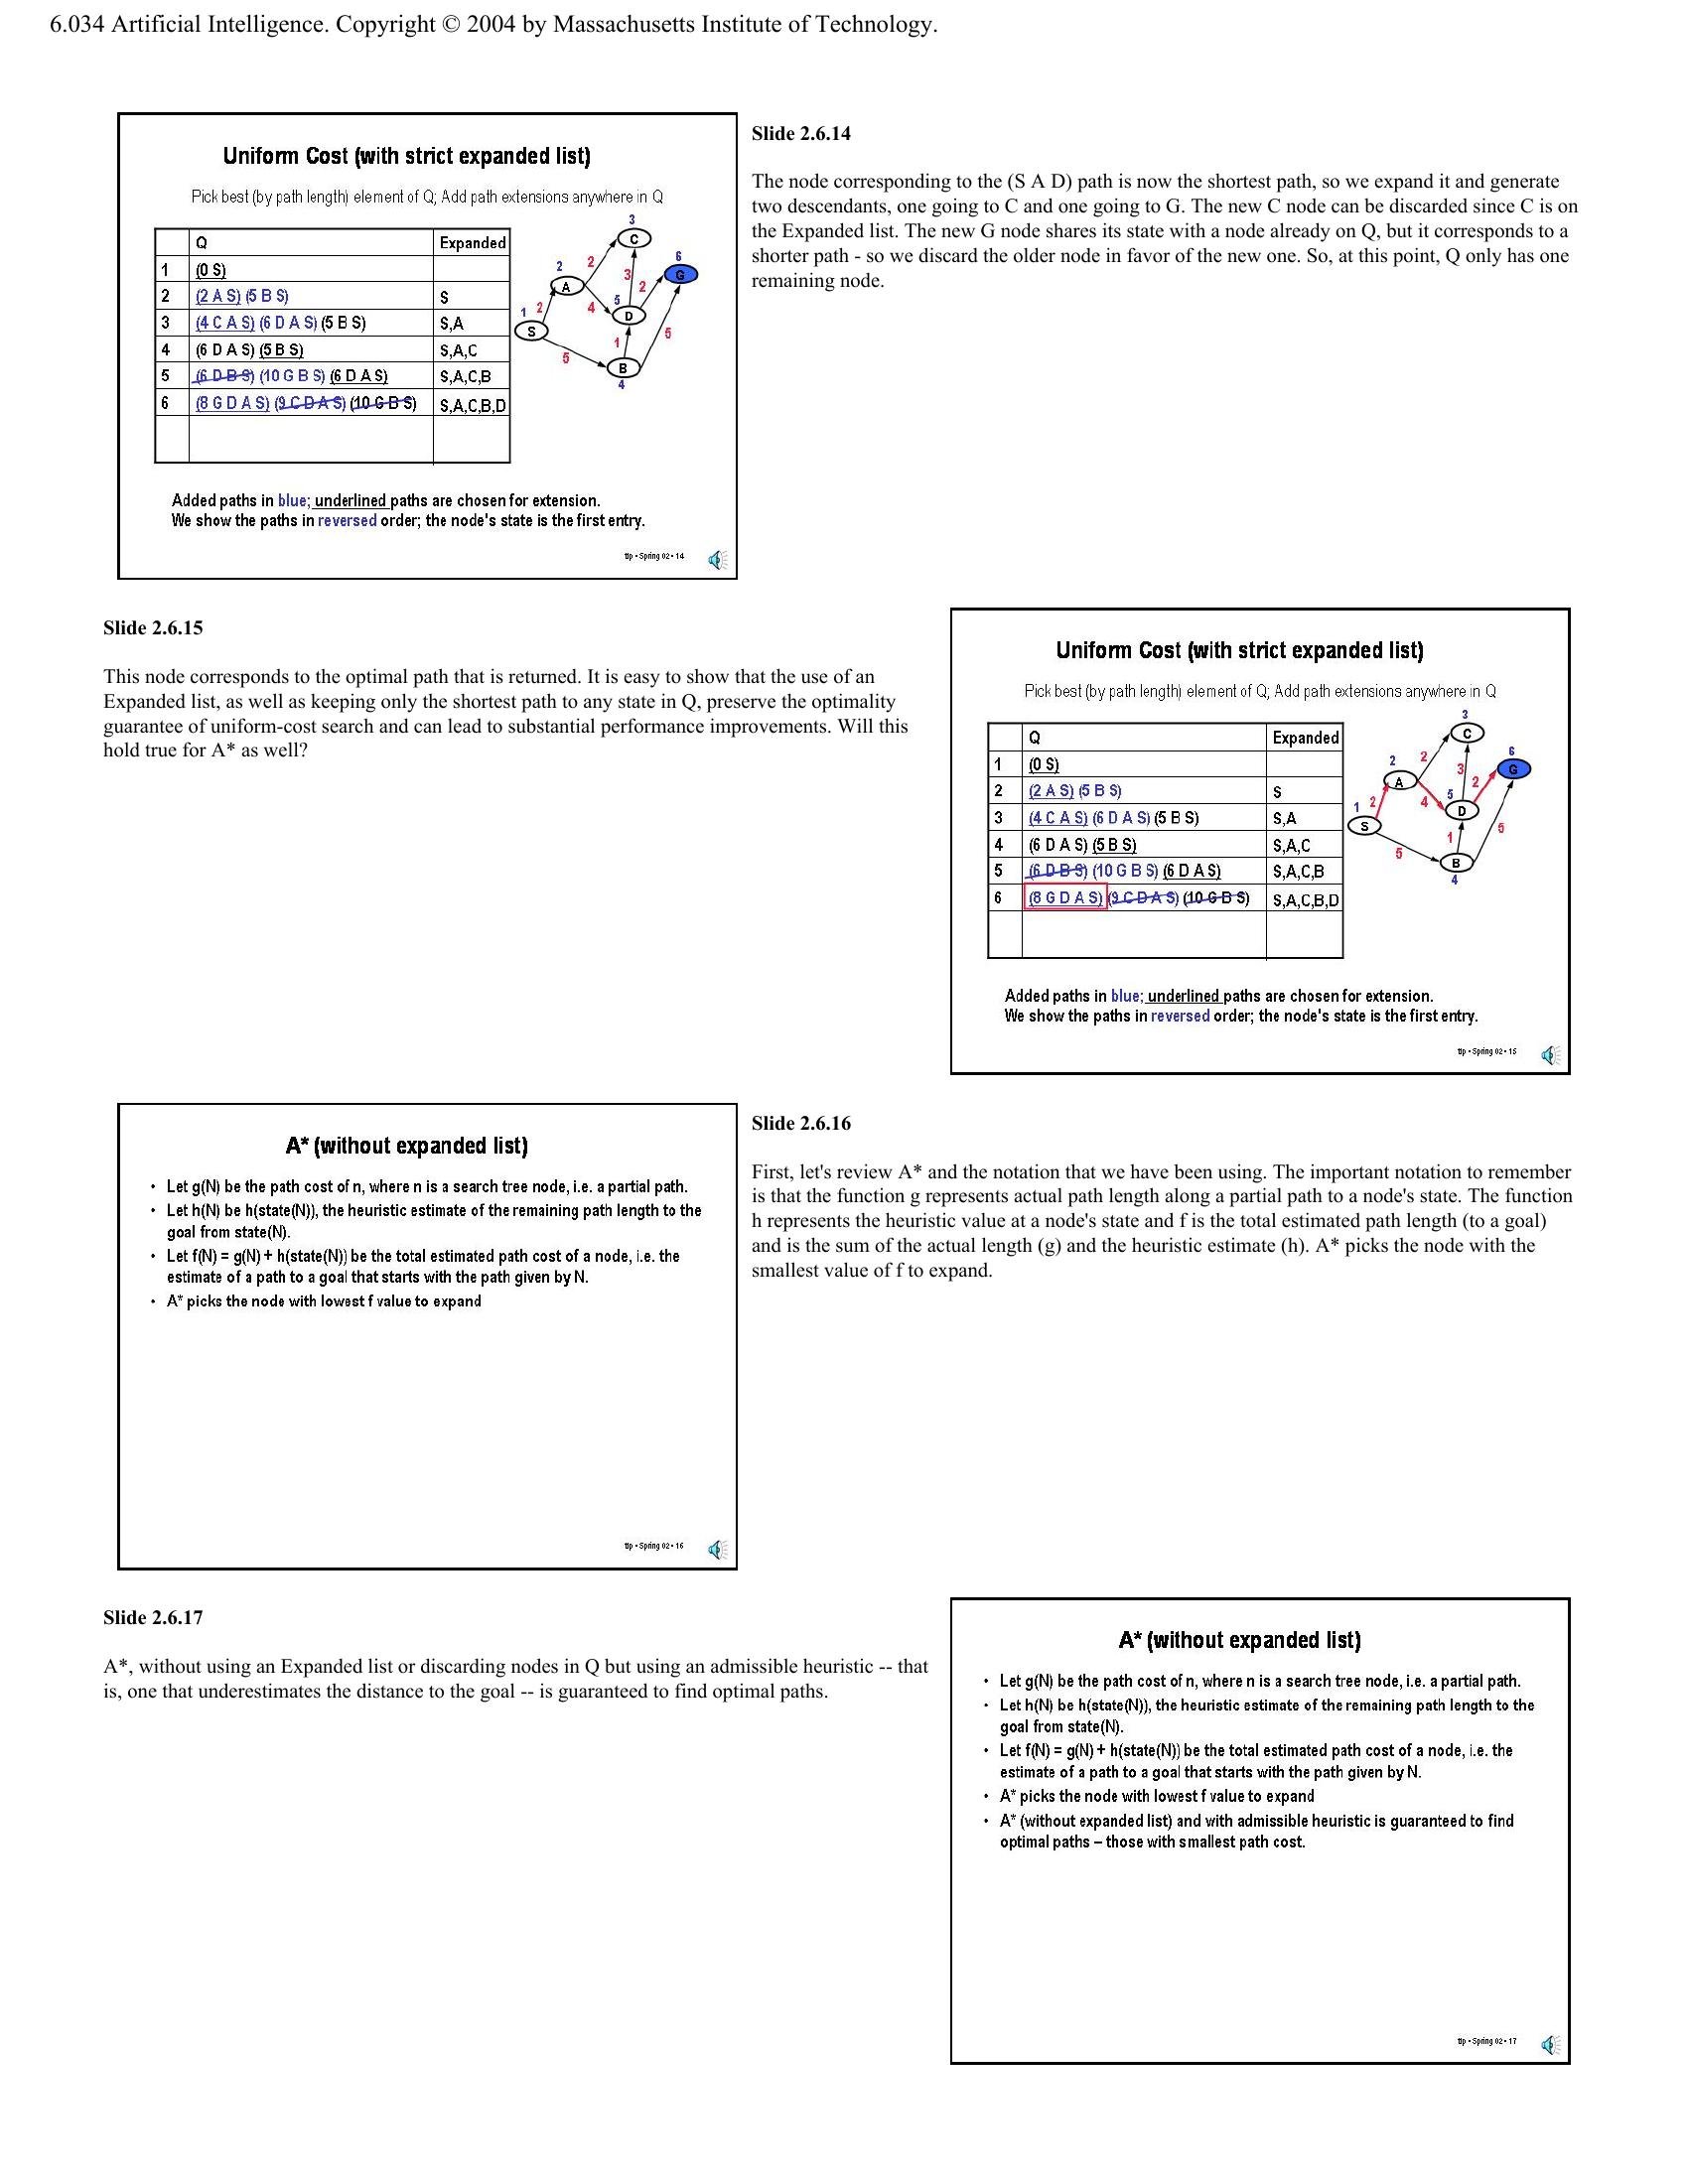 6.034 Artificial Intelligence. Copyright © 2004 by Massachusetts Institute of Technology.
Uniform Cost (with strict expanded list)
Pick best (by path length) element of Q; Add path extensions anywhere in Q
Q Expanded
1 (0 S)
2 (2 A S) (5 B S) S
3 (4 C A S) (6 D A S) (5 B S) S,A
4 (6 D A S) (5 B S) S,A,C
5 (6 D B S) (10 G B S) (6 D A S) S,A,C,B
6 (8 G D A S) (9 C D A S) (10 G B S) S,A,C,B,D
3
C
2
2
6
G
A
3
2
1
2
4
5
D
S
1
5
5
B
4
Added paths in blue; underlined paths are chosen for extension.
We show the paths in reversed order; the node's state is the first entry.
tlp • Spring 02 • 14
Slide 2.6.14
The node corresponding to the (S A D) path is now the shortest path, so we expand it and generate
two descendants, one going to C and one going to G. The new C node can be discarded since C is on
the Expanded list. The new G node shares its state with a node already on Q, but it corresponds to a
shorter path - so we discard the older node in favor of the new one. So, at this point, Q only has one
remaining node.
Slide 2.6.15
This node corresponds to the optimal path that is returned. It is easy to show that the use of an
Expanded list, as well as keeping only the shortest path to any state in Q, preserve the optimality
guarantee of uniform-cost search and can lead to substantial performance improvements. Will this
hold true for A* as well?
Uniform Cost (with strict expanded list)
Pick best (by path length) element of Q; Add path extensions anywhere in Q
Q Expanded
1 (0 S)
2 (2 A S) (5 B S) S
3 (4 C A S) (6 D A S) (5 B S) S,A
4 (6 D A S) (5 B S) S,A,C
5 (6 D B S) (10 G B S) (6 D A S) S,A,C,B
6 (8 G D A S) (9 C D A S) (10 G B S) S,A,C,B,D
3
C
2
2
6
G
A
3
2
1
2
4
5
D
S
1
5
5
B
4
Added paths in blue; underlined paths are chosen for extension.
We show the paths in reversed order; the node's state is the first entry.
tlp • Spring 02 • 15
A* (without expanded list)
• Let g(N) be the path cost of n, where n is a search tree node, i.e. a partial path.
• Let h(N) be h(state(N)), the heuristic estimate of the remaining path length to the
goal from state(N).
• Let f(N) = g(N) + h(state(N)) be the total estimated path cost of a node, i.e. the
estimate of a path to a goal that starts with the path given by N.
• A* picks the node with lowest f value to expand
tlp • Spring 02 • 16
Slide 2.6.16
First, let's review A* and the notation that we have been using. The important notation to remember
is that the function g represents actual path length along a partial path to a node's state. The function
h represents the heuristic value at a node's state and f is the total estimated path length (to a goal)
and is the sum of the actual length (g) and the heuristic estimate (h). A* picks the node with the
smallest value of f to expand.
Slide 2.6.17
A*, without using an Expanded list or discarding nodes in Q but using an admissible heuristic -- that
is, one that underestimates the distance to the goal -- is guaranteed to find optimal paths.
A* (without expanded list)
• Let g(N) be the path cost of n, where n is a search tree node, i.e. a partial path.
• Let h(N) be h(state(N)), the heuristic estimate of the remaining path length to the
goal from state(N).
• Let f(N) = g(N) + h(state(N)) be the total estimated path cost of a node, i.e. the
estimate of a path to a goal that starts with the path given by N.
• A* picks the node with lowest f value to expand
• A* (without expanded list) and with admissible heuristic is guaranteed to find
optimal paths – those with smallest path cost.
tlp • Spring 02 • 17